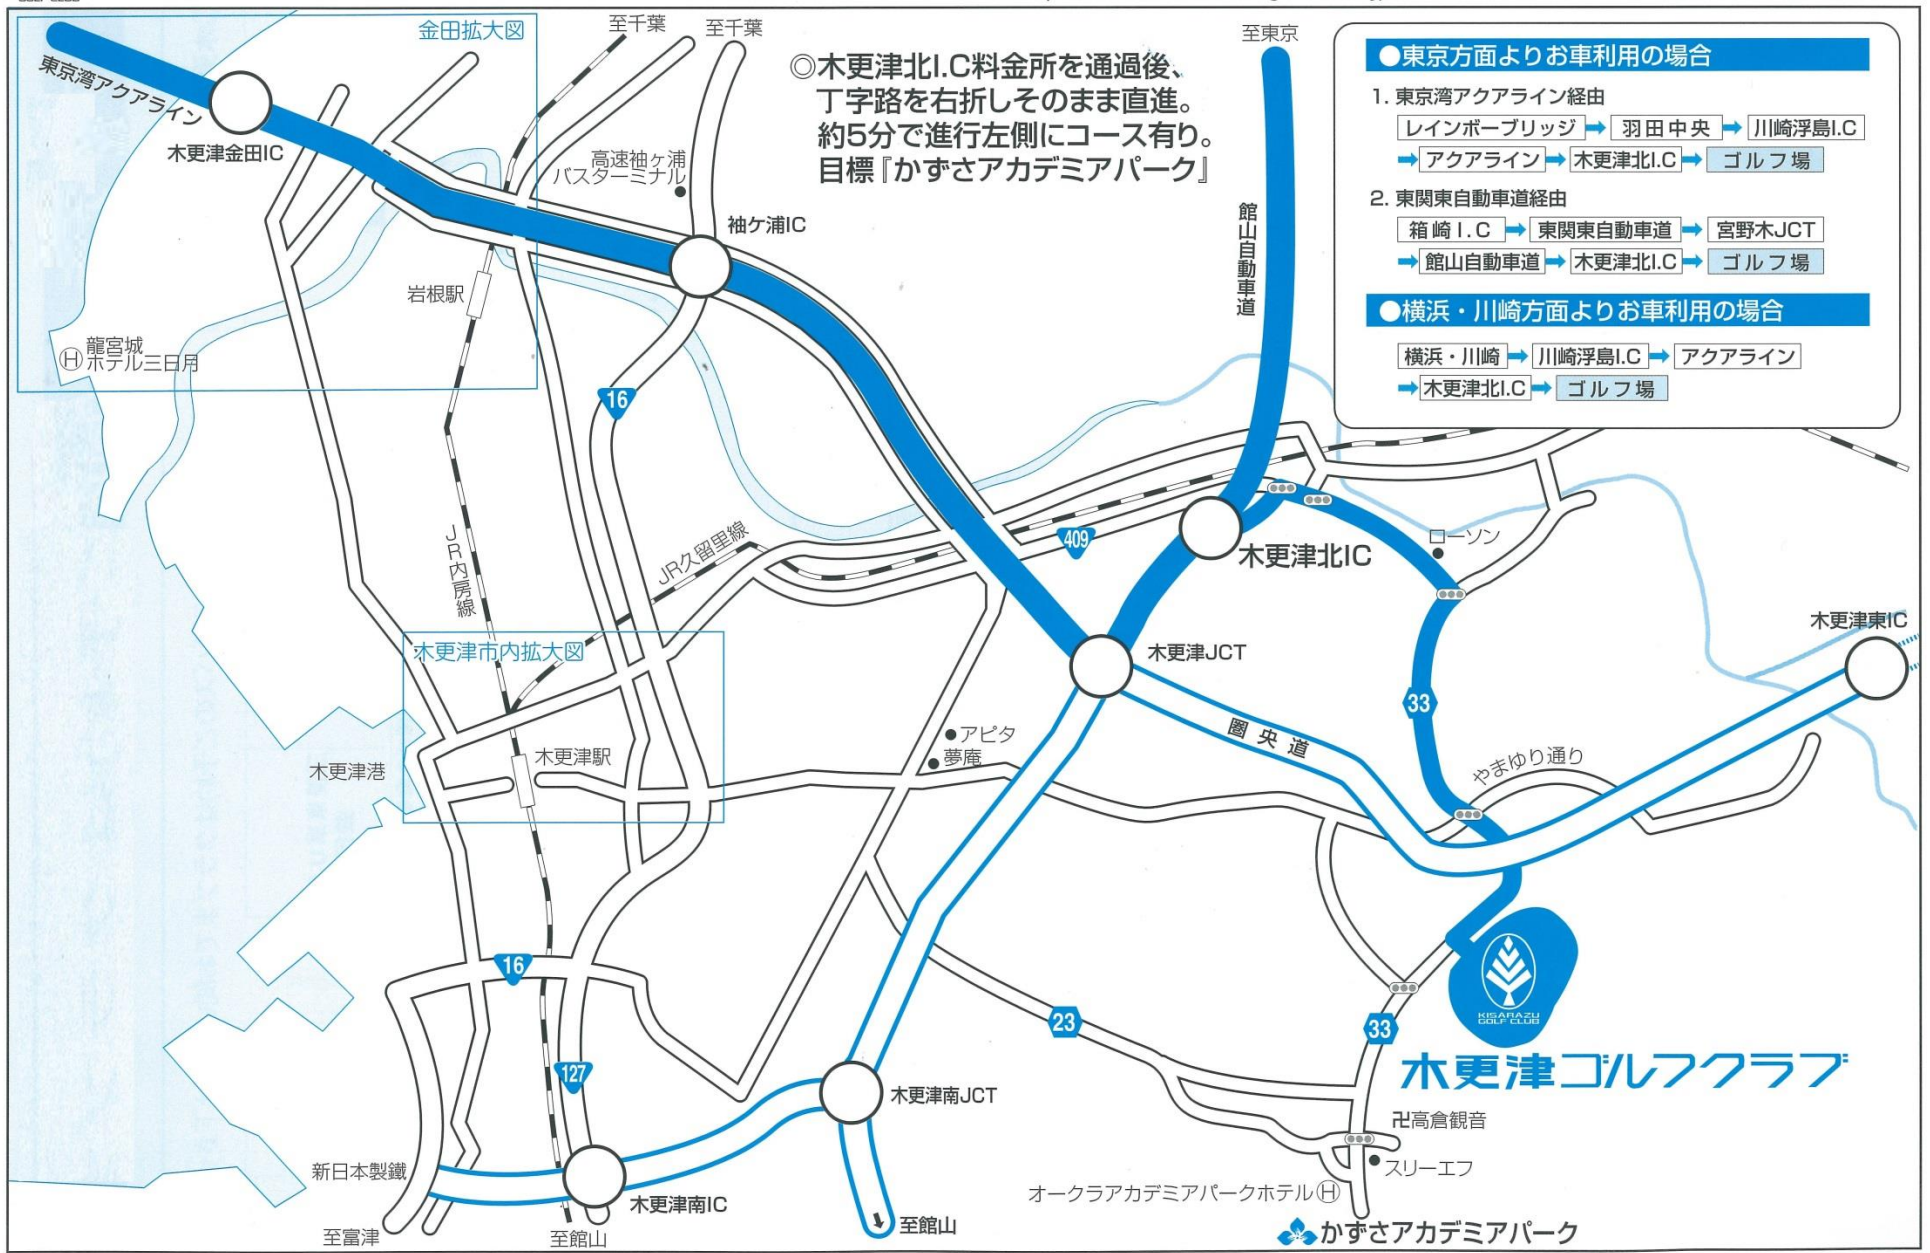 金田拡大図
至千葉
至千葉
至東京
東京湾アクアライン
木更津金田IC
◎木更津北I.C料金所を通過後、
丁字路を右折しそのまま直進。
約5分で進行左側にコース有り。
目標『かずさアカデミアパーク』
●東京方面よりお車利用の場合
1. 東京湾アクアライン経由
レインボーブリッジ ➡ 羽田中央 ➡ 川崎浮島I.C
➡ アクアライン ➡ 木更津北I.C ➡ ゴルフ場
2. 東関東自動車道経由
箱崎I.C ➡ 東関東自動車道 ➡ 宮野木JCT
➡ 館山自動車道 ➡ 木更津北I.C ➡ ゴルフ場
●横浜・川崎方面よりお車利用の場合
横浜・川崎 ➡ 川崎浮島I.C ➡ アクアライン
➡ 木更津北I.C ➡ ゴルフ場
高速袖ヶ浦
バスターミナル
袖ケ浦IC
館山自動車道
岩根駅
龍宮城
Ⓗホテル三日月
16
JR内房線
JR久留里線
409
木更津北IC
ローソン
木更津東IC
木更津市内拡大図
木更津JCT
33
圏央道
アピタ
夢庵
木更津駅
木更津港
やまゆり通り
16
23
33
KISARAZU
GOLF CLUB
木更津ゴルフクラブ
127
木更津南JCT
卍高倉観音
スリーエフ
新日本製鐵
木更津南IC
オークラアカデミアパークホテルⒽ
至富津
至館山
至館山
かずさアカデミアパーク